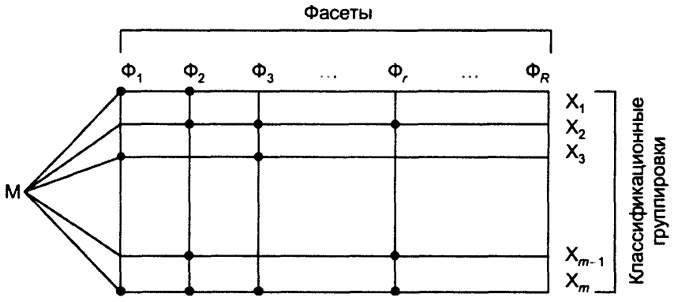 Фасеты
Ф1 Ф2 Ф3 ... Фr ... ФR
X1
X2
X3
М
Xm-1
Xm
Классификационные
группировки